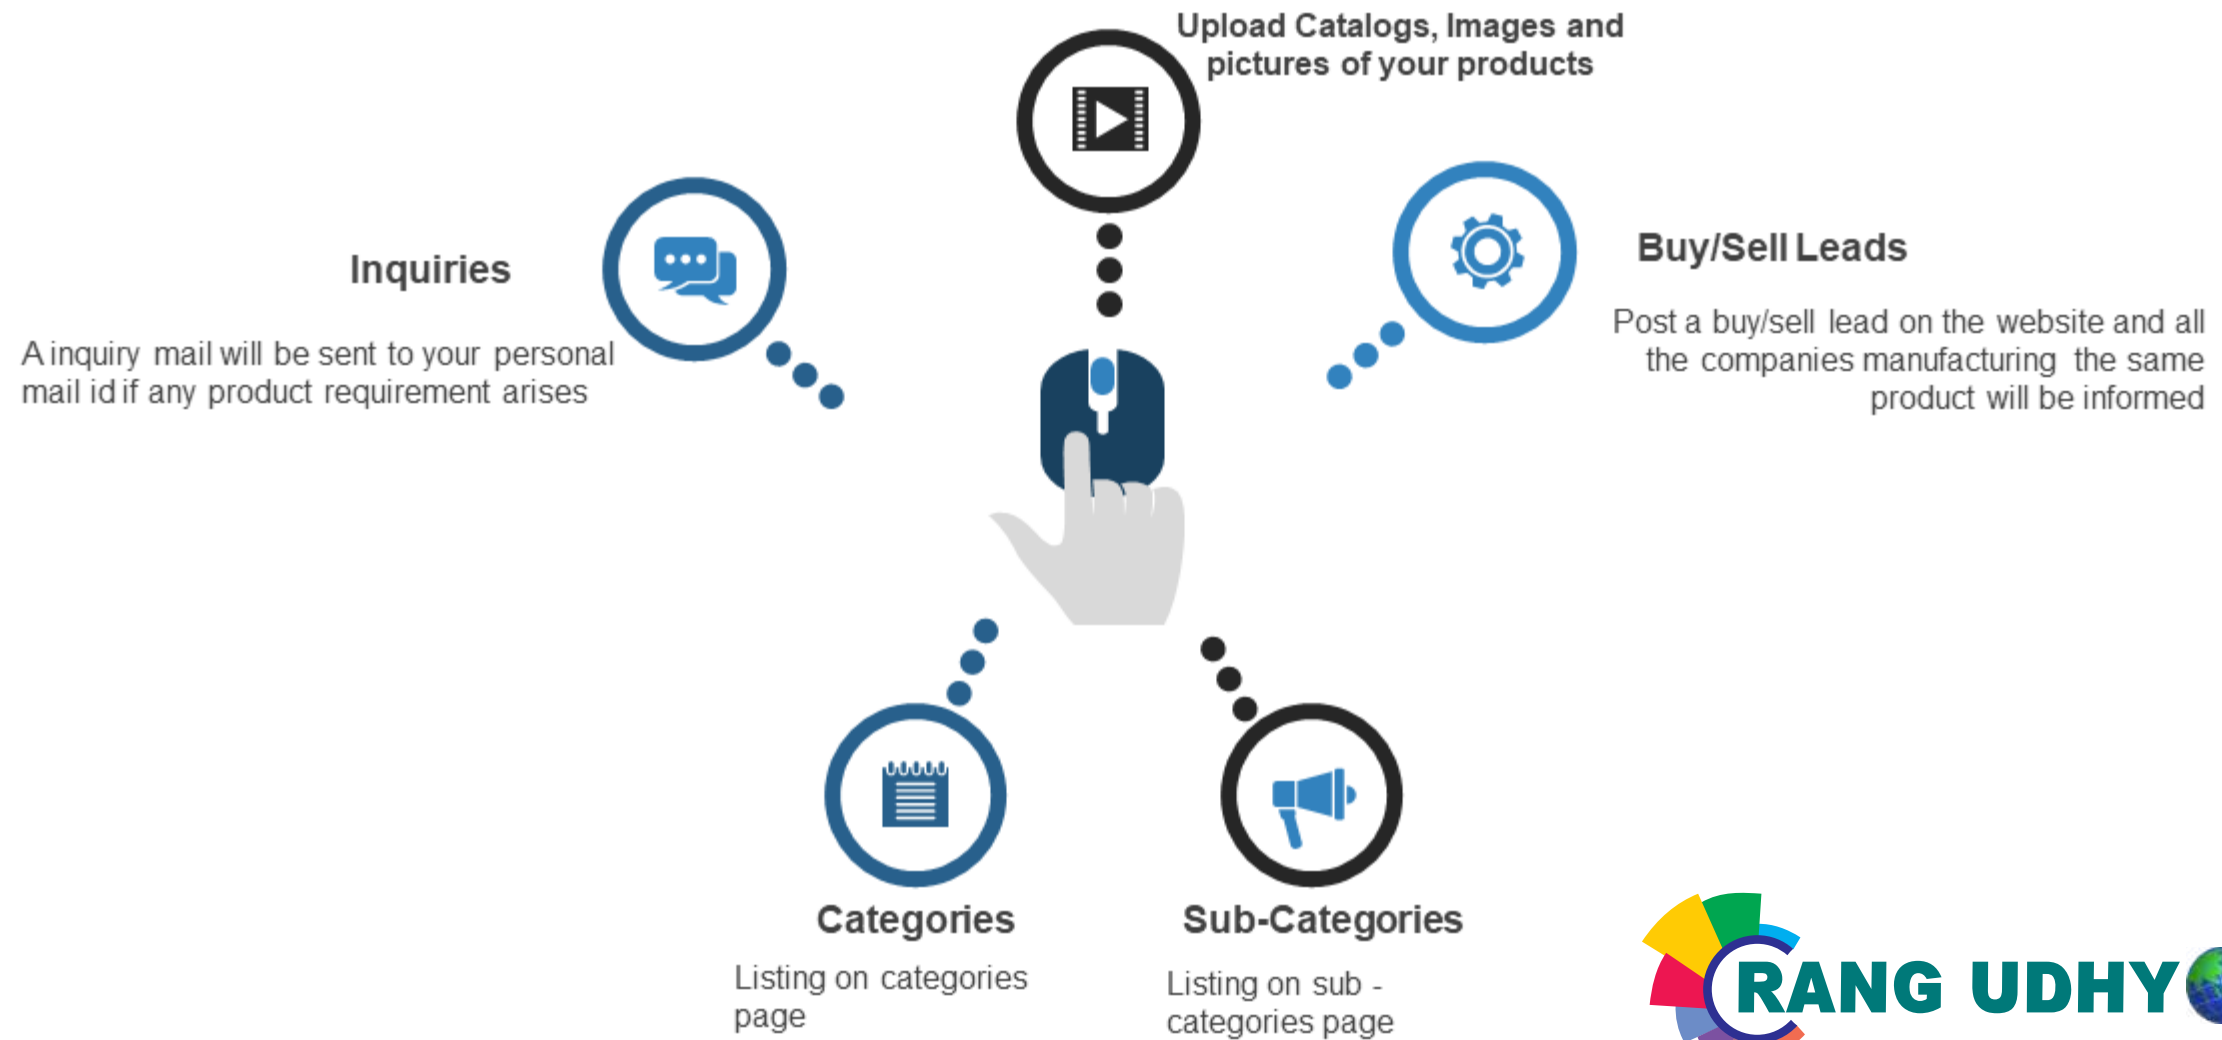 Upload Catalogs, Images and
pictures of your products
Inquiries
A inquiry mail will be sent to your personal
mail id if any product requirement arises
Buy/Sell Leads
Post a buy/sell lead on the website and all
the companies manufacturing the same
product will be informed
Categories
Listing on categories
page
Sub-Categories
Listing on sub -
categories page
RANG UDHY